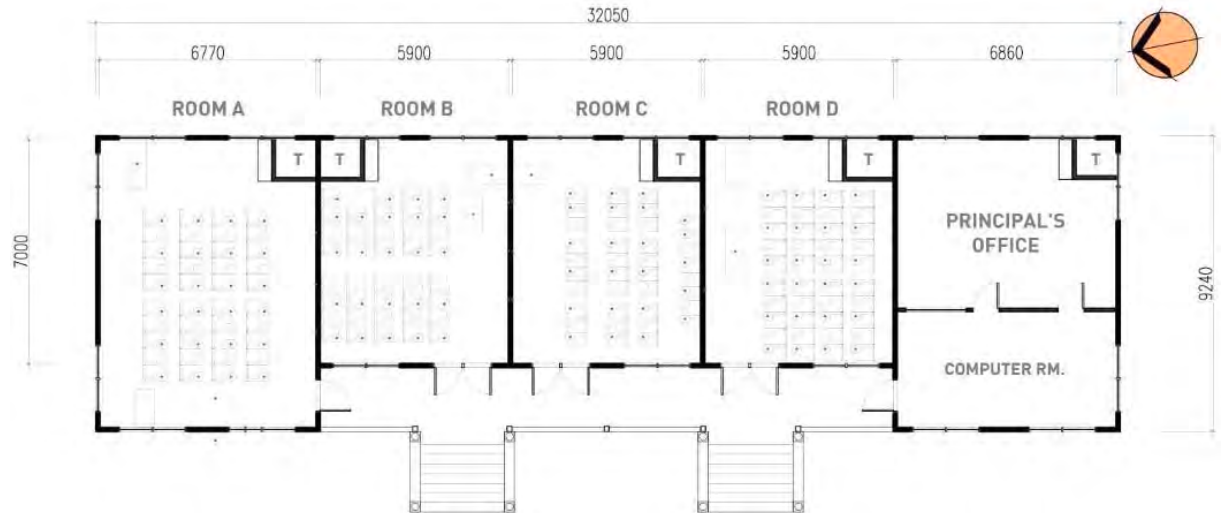 32050
6770 5900 5900 5900 6860
ROOM A ROOM B ROOM C ROOM D
T T T T T
7000
PRINCIPAL'S
OFFICE
9240
COMPUTER RM.